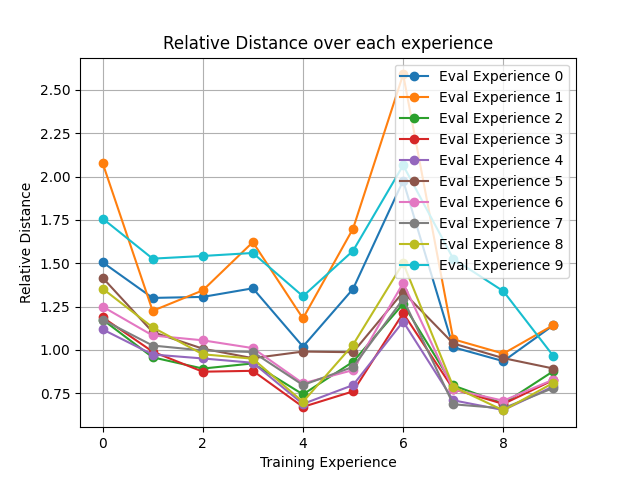 Relative Distance over each experience
Relative Distance
2.50
2.25
2.00
1.75
1.50
1.25
1.00
0.75
Eval Experience 0
Eval Experience 1
Eval Experience 2
Eval Experience 3
Eval Experience 4
Eval Experience 5
Eval Experience 6
Eval Experience 7
Eval Experience 8
Eval Experience 9
0 2 4 6 8
Training Experience